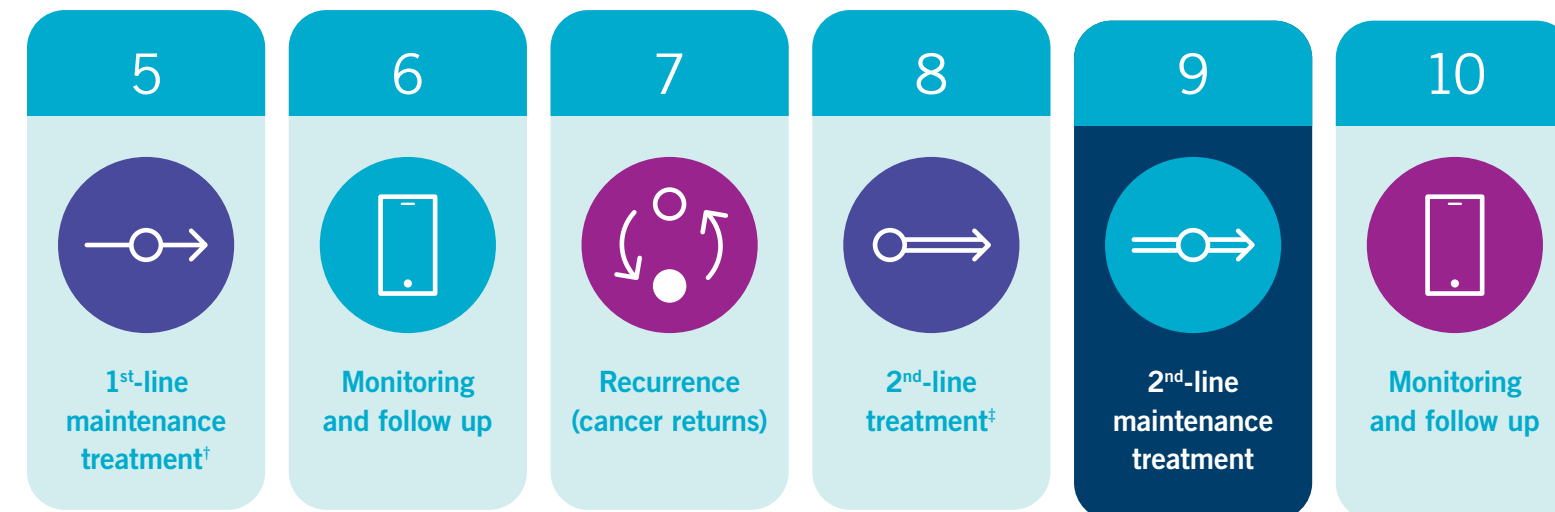 5
1st-line
maintenance
treatment†
6
Monitoring
and follow up
7
Recurrence
(cancer returns)
8
2nd-line
treatment‡
9
2nd-line
maintenance
treatment
10
Monitoring
and follow up